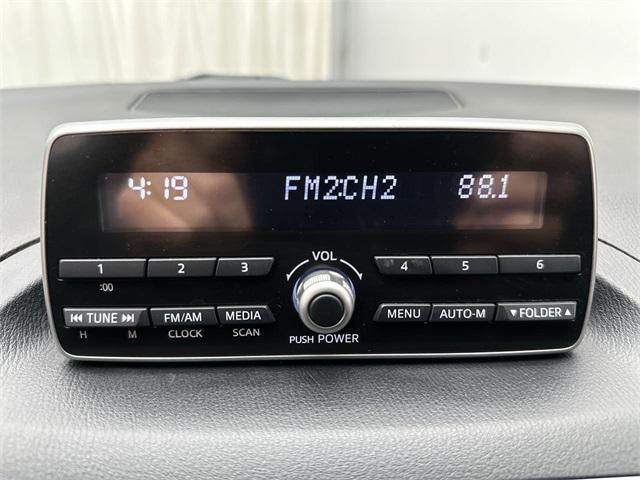 4:19 FM2CH2 88.1
VOL
1 2 3 4 5 6
:00
TUNE FM/AM MEDIA MENU AUTO-M FOLDER
H M CLOCK SCAN PUSH POWER